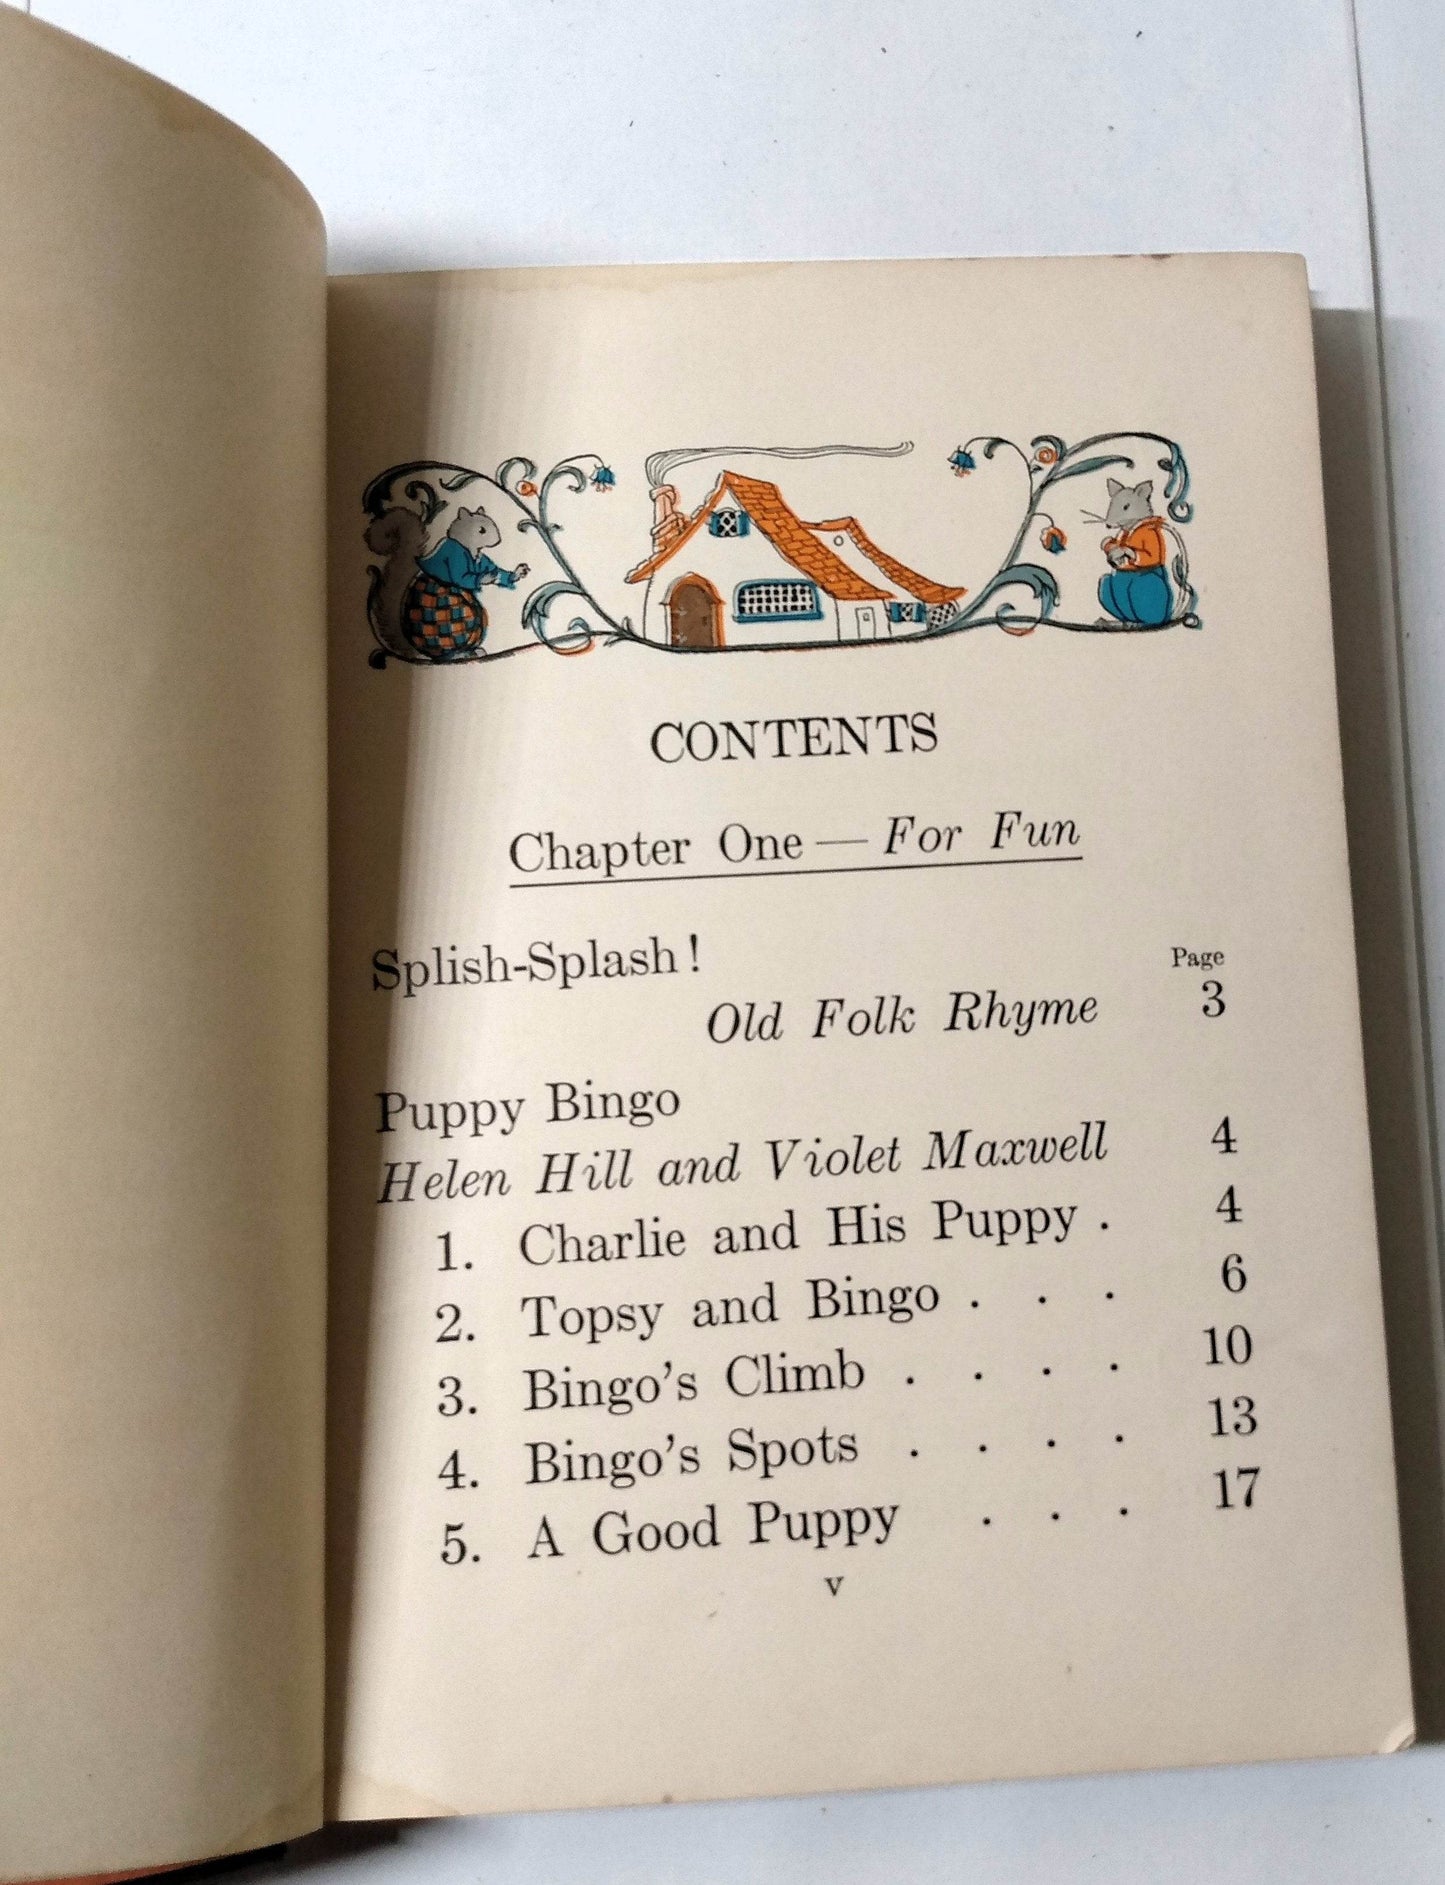 CONTENTS
Chapter One — For Fun
Splish-Splash!
Page
Old Folk Rhyme 3
Puppy Bingo
Helen Hill and Violet Maxwell 4
1. Charlie and His Puppy . 4
2. Topsy and Bingo . . . 6
3. Bingo's Climb . . . . 10
4. Bingo's Spots . . . . 13
5. A Good Puppy . . . 17
v